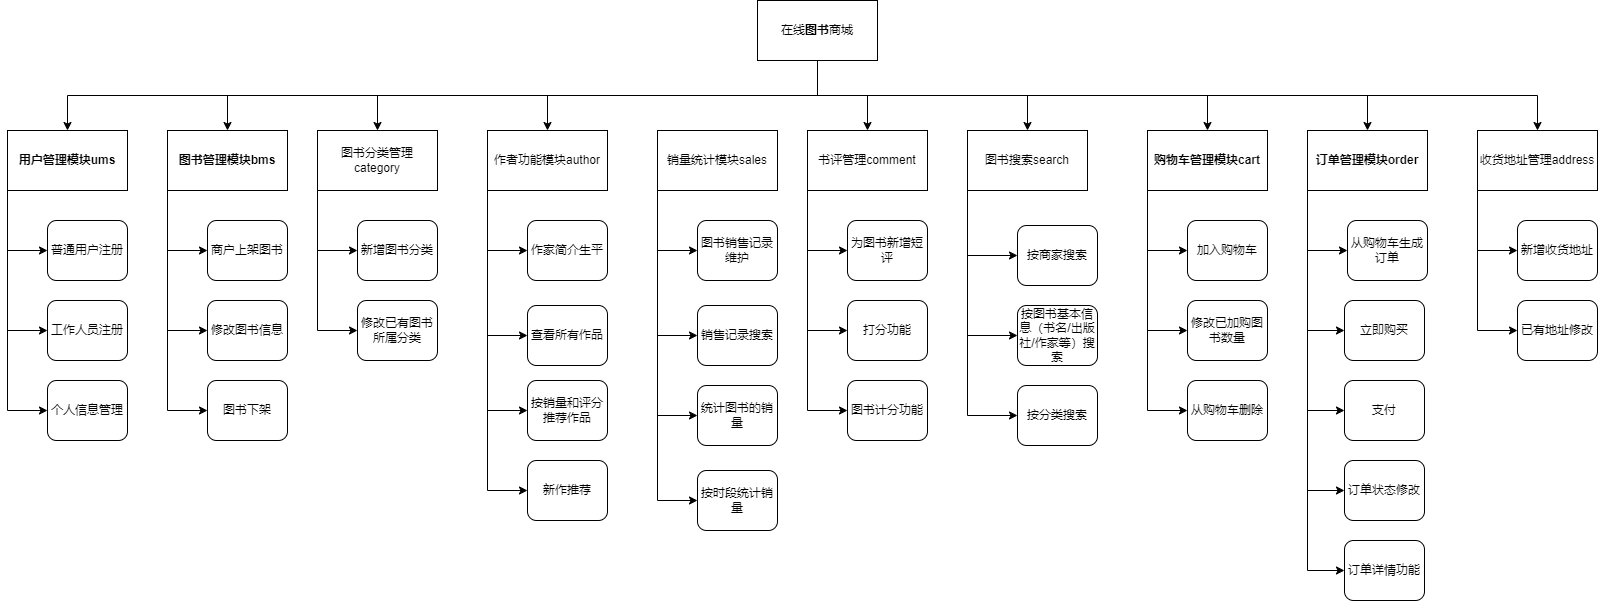 在线图书商城
用户管理模块ums
普通用户注册
工作人员注册
个人信息管理
图书管理模块bms
商户上架图书
修改图书信息
图书下架
图书分类管理
category
新增图书分类
修改已有图书
所属分类
作者功能模块author
作家简介生平
查看所有作品
按销量和评分
推荐作品
新作推荐
销量统计模块sales
图书销售记录
维护
销售记录搜索
统计图书的销
量
按时段统计销
量
书评管理comment
为图书新增短
评
打分功能
图书计分功能
图书搜索search
按商家搜索
按图书基本信
息（书名/出版
社/作家等）搜
索
按分类搜索
购物车管理模块cart
加入购物车
修改已加购图
书数量
从购物车删除
订单管理模块order
从购物车生成
订单
立即购买
支付
订单状态修改
订单详情功能
收货地址管理address
新增收货地址
已有地址修改